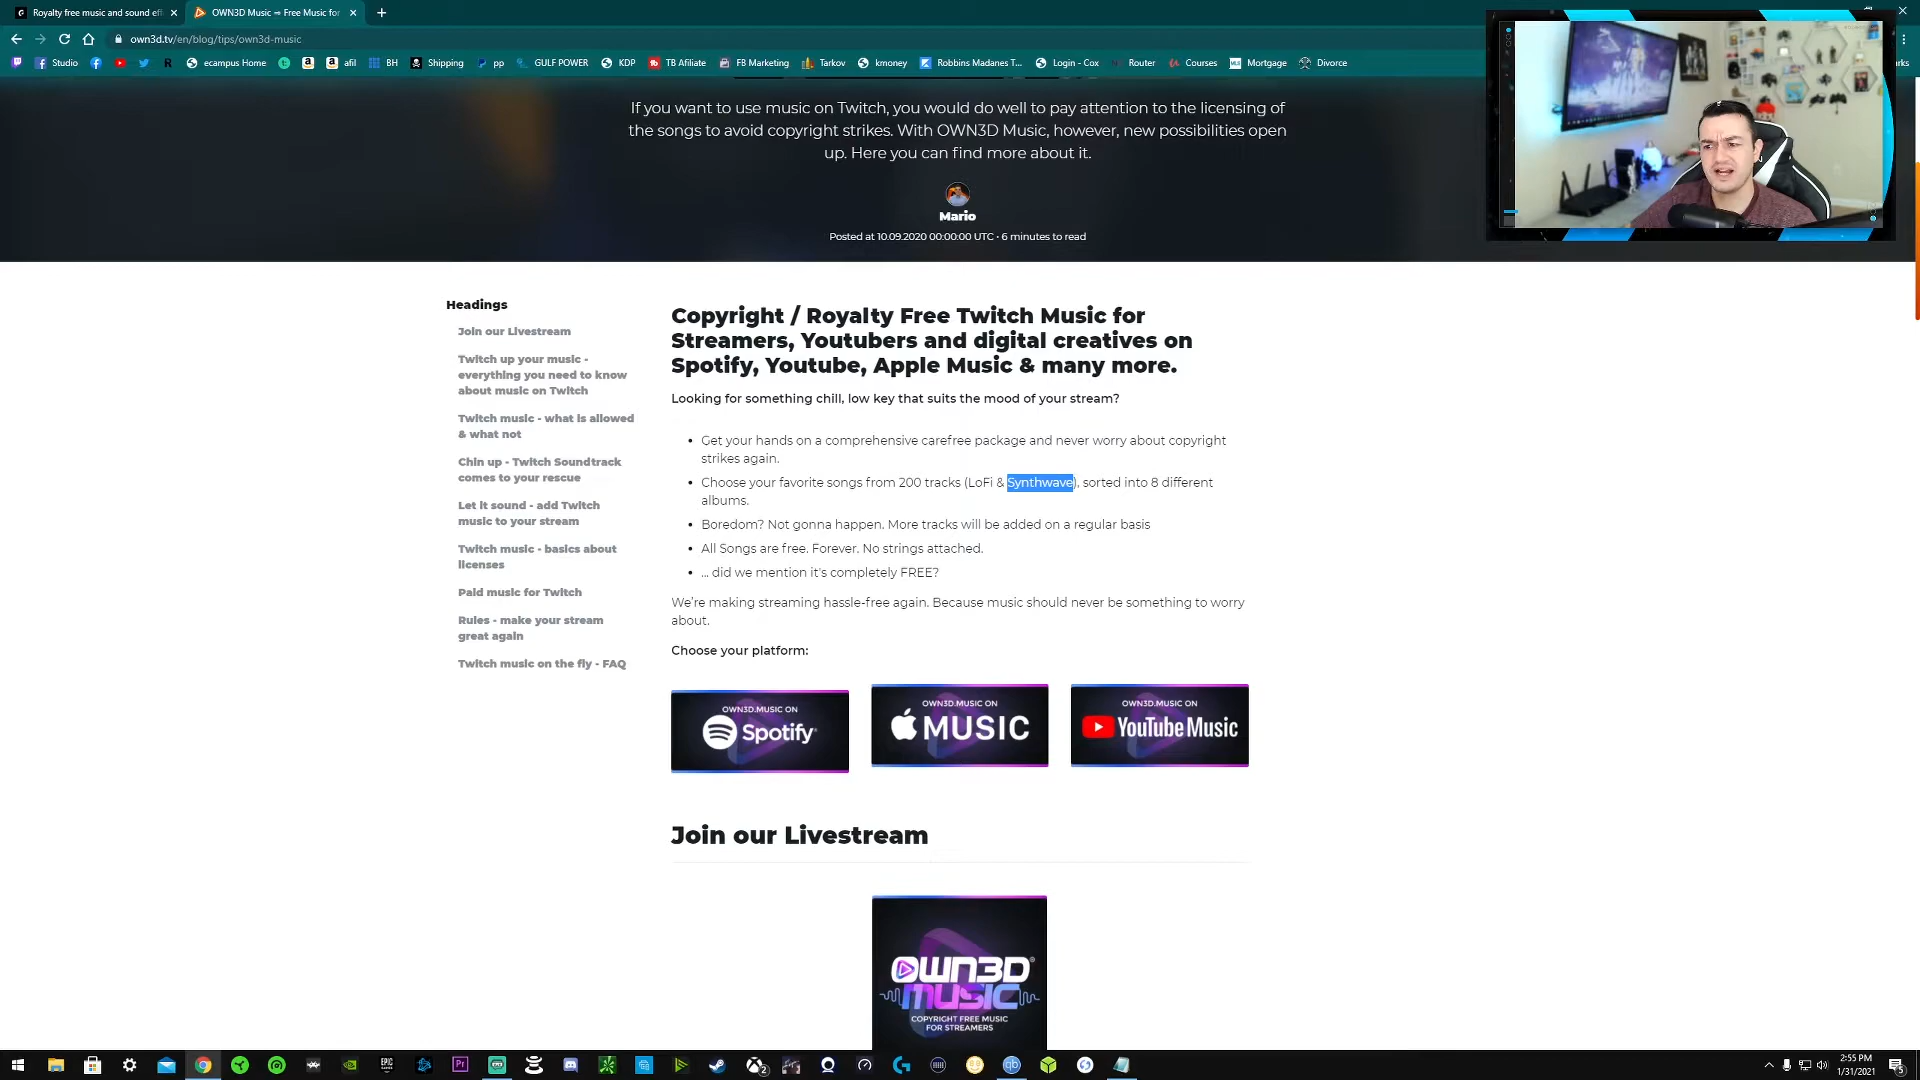 Royalty free music and sound eff
OWN3D Music ⇒ Free Music for
own3d.tv/en/blog/tips/own3d-music
Studio
ecampus Home
afil
BH
Shipping
pp
GULF POWER
KDP
TB Afiliate
FB Marketing
Tarkov
kmoney
Robbins Madanes T...
Login - Cox
Router
Courses
Mortgage
Divorce
If you want to use music on Twitch, you would do well to pay attention to the licensing of
the songs to avoid copyright strikes. With OWN3D Music, however, new possibilities open
up. Here you can find more about it.
Mario
Posted at 10.09.2020 00:00:00 UTC • 6 minutes to read
Headings
Join our Livestream
Twitch up your music -
everything you need to know
about music on Twitch
Twitch music - what is allowed
& what not
Chin up - Twitch Soundtrack
comes to your rescue
Let it sound - add Twitch
music to your stream
Twitch music - basics about
licenses
Paid music for Twitch
Rules - make your stream
great again
Twitch music on the fly - FAQ
Copyright / Royalty Free Twitch Music for
Streamers, Youtubers and digital creatives on
Spotify, Youtube, Apple Music & many more.
Looking for something chill, low key that suits the mood of your stream?
• Get your hands on a comprehensive carefree package and never worry about copyright
strikes again.
• Choose your favorite songs from 200 tracks (LoFi & Synthwave), sorted into 8 different
albums.
• Boredom? Not gonna happen. More tracks will be added on a regular basis
• All Songs are free. Forever. No strings attached.
• ... did we mention it's completely FREE?
We're making streaming hassle-free again. Because music should never be something to worry
about.
Choose your platform:
OWN3D.MUSIC ON
Spotify
OWN3D.MUSIC ON
MUSIC
OWN3D.MUSIC ON
YouTube Music
Join our Livestream
OWN3D
MUSIC
COPYRIGHT FREE MUSIC
FOR STREAMERS
2:55 PM
1/31/2021